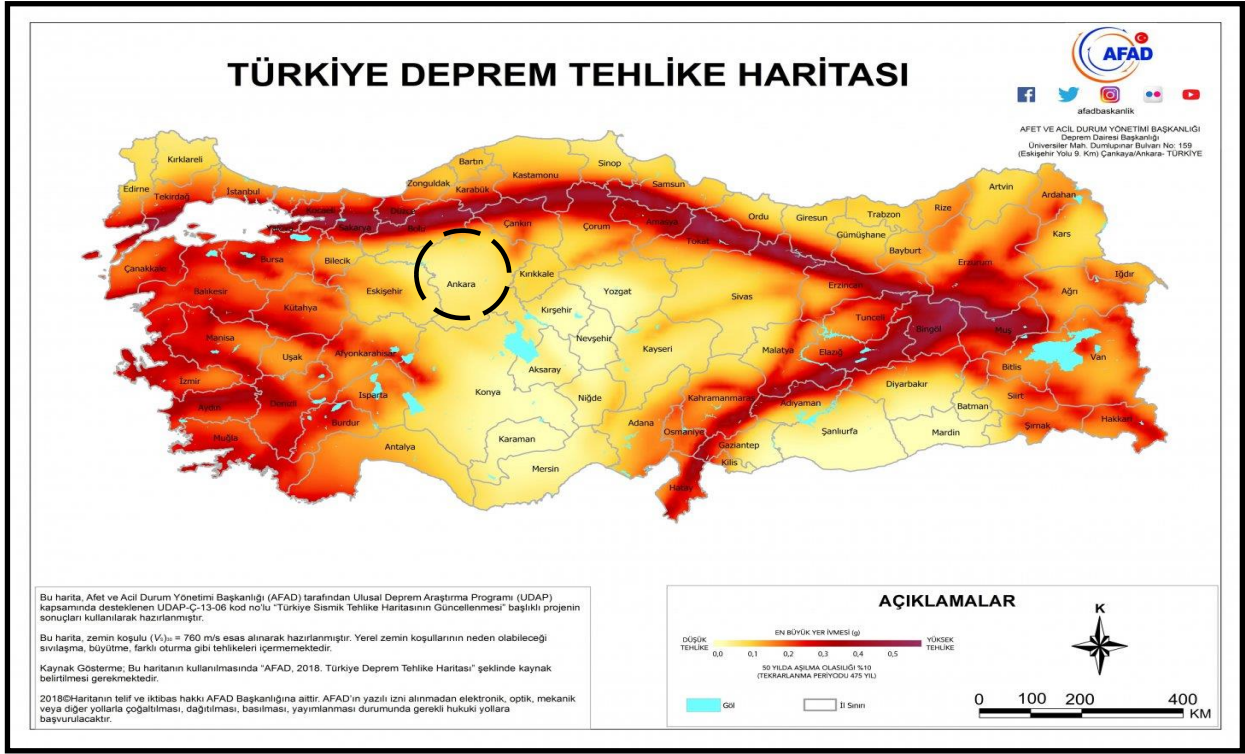 TÜRKİYE DEPREM TEHLİKE HARİTASI
AFAD
afadbaskanlik
AFET VE ACİL DURUM YÖNETİMİ BAŞKANLIĞI
Deprem Dairesi Başkanlığı
Üniversiler Mah. Dumlupınar Bulvarı No: 159
(Eskişehir Yolu 9. Km) Çankaya/Ankara- TÜRKİYE
Kırklareli
Edirne
Tekirdağ
İstanbul
Sakarya
Düzce
Bolu
Zonguldak
Bartın
Karabük
Kastamonu
Sinop
Samsun
Çankırı
Çorum
Amasya
Tokat
Ordu
Giresun
Trabzon
Gümüşhane
Bayburt
Rize
Artvin
Ardahan
Kars
Erzurum
Iğdır
Ağrı
Çanakkale
Bursa
Bilecik
Balıkesir
Kütahya
Eskişehir
Ankara
Kırıkkale
Kırşehir
Yozgat
Sivas
Erzincan
Tunceli
Bingöl
Muş
Manisa
Uşak
Afyonkarahisar
Nevşehir
Kayseri
Malatya
Elazığ
Bitlis
Van
İzmir
Aydın
Denizli
Isparta
Konya
Aksaray
Niğde
Kahramanmaraş
Adıyaman
Diyarbakır
Batman
Siirt
Şırnak
Hakkari
Muğla
Burdur
Antalya
Karaman
Mersin
Adana
Osmaniye
Gaziantep
Kilis
Şanlıurfa
Mardin
Hatay
Bu harita, Afet ve Acil Durum Yönetimi Başkanlığı (AFAD) tarafından Ulusal Deprem Araştırma Programı (UDAP)
kapsamında desteklenen UDAP-Ç-13-06 kod no'lu "Türkiye Sismik Tehlike Haritasının Güncellenmesi" başlıklı projenin
sonuçları kullanılarak hazırlanmıştır.
Bu harita, zemin koşulu (Vₛ)₃₀ = 760 m/s esas alınarak hazırlanmıştır. Yerel zemin koşullarının neden olabileceği
sıvılaşma, büyütme, farklı oturma gibi tehlikeleri içermemektedir.
Kaynak Gösterme; Bu haritanın kullanılmasında "AFAD, 2018. Türkiye Deprem Tehlike Haritası" şeklinde kaynak
belirtilmesi gerekmektedir.
2018©Haritanın telif ve iktibas hakkı AFAD Başkanlığına aittir. AFAD'ın yazılı izni alınmadan elektronik, optik, mekanik
veya diğer yollarla çoğaltılması, dağıtılması, basılması, yayımlanması durumunda gerekli hukuki yollara
başvurulacaktır.
AÇIKLAMALAR
EN BÜYÜK YER İVMESİ (g)
DÜŞÜK TEHLİKE
YÜKSEK TEHLİKE
0,0 0,1 0,2 0,3 0,4 0,5
50 YILDA AŞILMA OLASILIĞI %10
(TEKRARLANMA PERİYODU 475 YIL)
Göl
İl Sınırı
K
0 100 200 400
KM